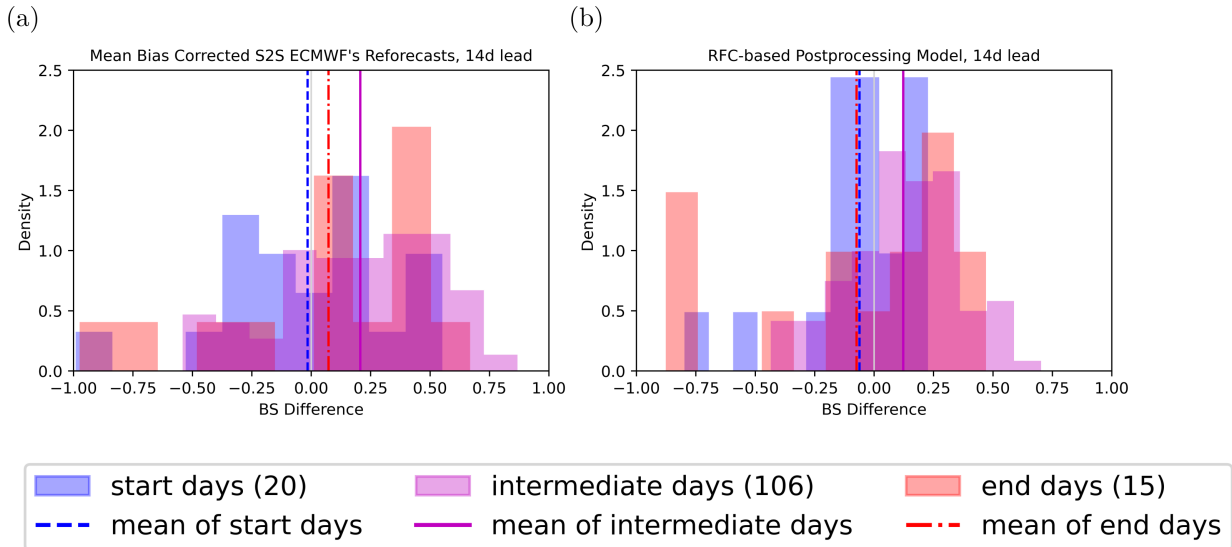 (a)
Mean Bias Corrected S2S ECMWF's Reforecasts, 14d lead
2.5
2.0
1.5
1.0
0.5
0.0
Density
−1.00 −0.75 −0.50 −0.25 0.00 0.25 0.50 0.75 1.00
BS Difference
(b)
RFC-based Postprocessing Model, 14d lead
2.5
2.0
1.5
1.0
0.5
0.0
Density
−1.00 −0.75 −0.50 −0.25 0.00 0.25 0.50 0.75 1.00
BS Difference
start days (20) intermediate days (106) end days (15)
mean of start days mean of intermediate days mean of end days